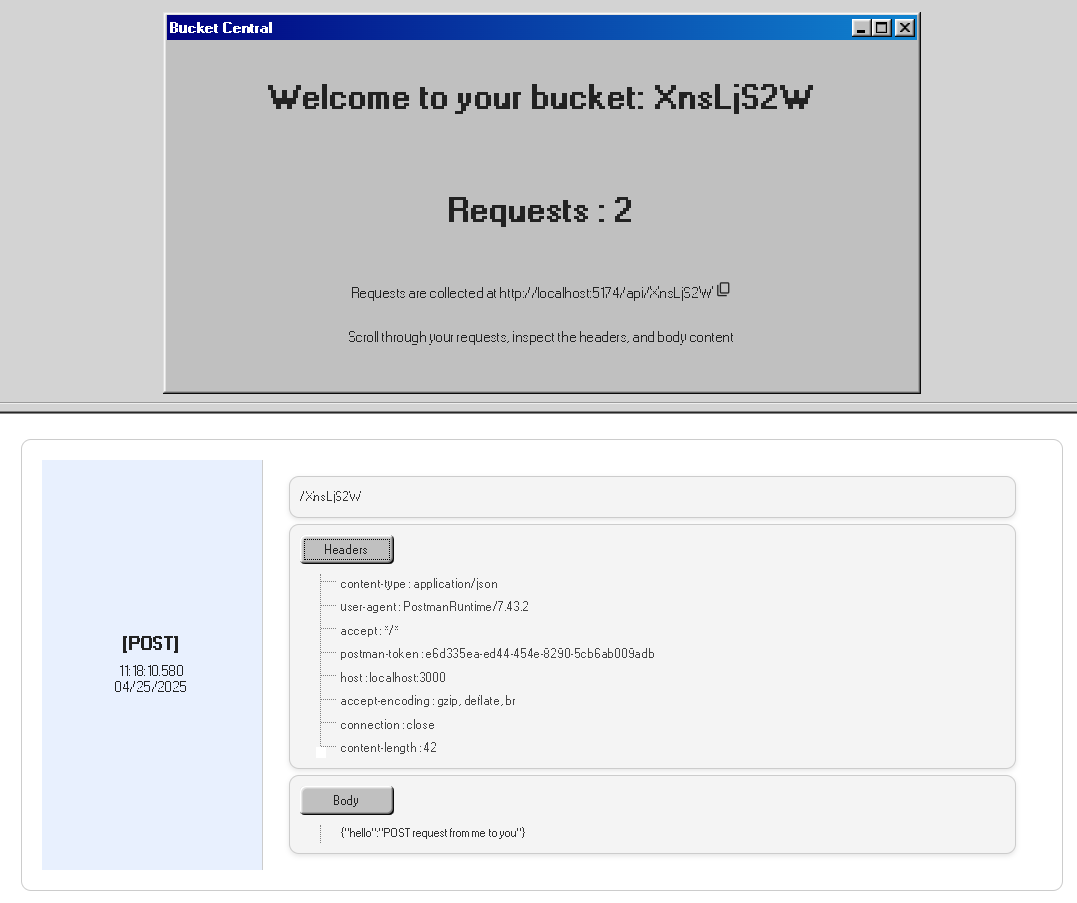 Bucket Central
Welcome to your bucket: XnsLjS2W
Requests : 2
Requests are collected at http://localhost:5174/api/XnsLjS2W
Scroll through your requests, inspect the headers, and body content
[POST]
11:18:10.580
04/25/2025
/XnsLjS2W
Headers
content-type : application/json
user-agent : PostmanRuntime/7.43.2
accept : */*
postman-token : e6d335ea-ed44-454e-8290-5cb6ab009adb
host : localhost:3000
accept-encoding : gzip, deflate, br
connection : close
content-length : 42
Body
{"hello":"POST request from me to you"}